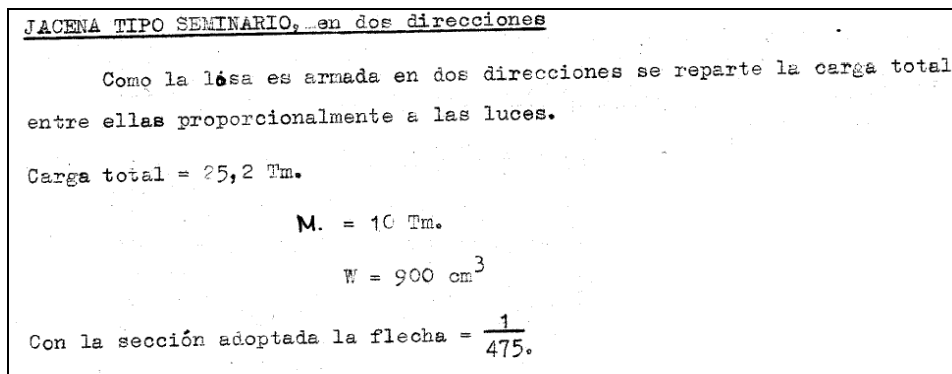 JACENA TIPO SEMINARIO, en dos direcciones
Como la losa es armada en dos direcciones se reparte la carga total
entre ellas proporcionalmente a las luces.
Carga total = 25,2 Tm.
M. = 10 Tm.
W = 900 cm³
Con la sección adoptada la flecha = 1/475.